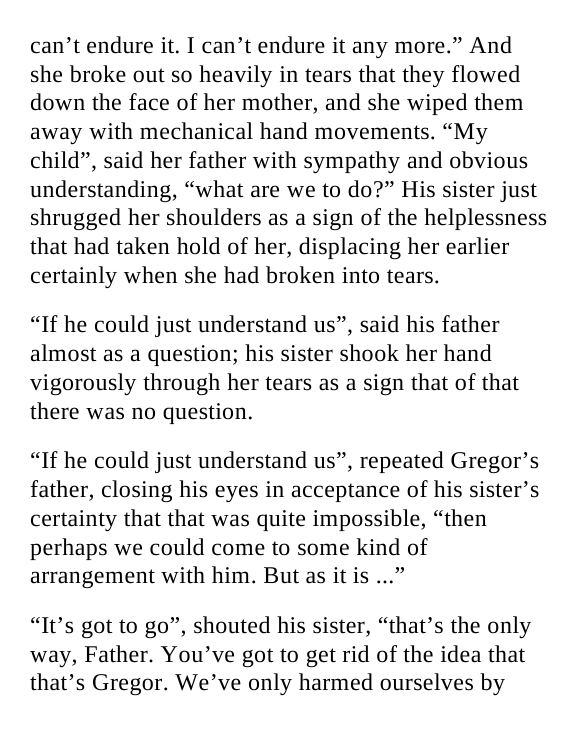 can’t endure it. I can’t endure it any more.” And
she broke out so heavily in tears that they flowed
down the face of her mother, and she wiped them
away with mechanical hand movements. “My
child”, said her father with sympathy and obvious
understanding, “what are we to do?” His sister just
shrugged her shoulders as a sign of the helplessness
that had taken hold of her, displacing her earlier
certainly when she had broken into tears.
“If he could just understand us”, said his father
almost as a question; his sister shook her hand
vigorously through her tears as a sign that of that
there was no question.
“If he could just understand us”, repeated Gregor’s
father, closing his eyes in acceptance of his sister’s
certainty that that was quite impossible, “then
perhaps we could come to some kind of
arrangement with him. But as it is ...”
“It’s got to go”, shouted his sister, “that’s the only
way, Father. You’ve got to get rid of the idea that
that’s Gregor. We’ve only harmed ourselves by